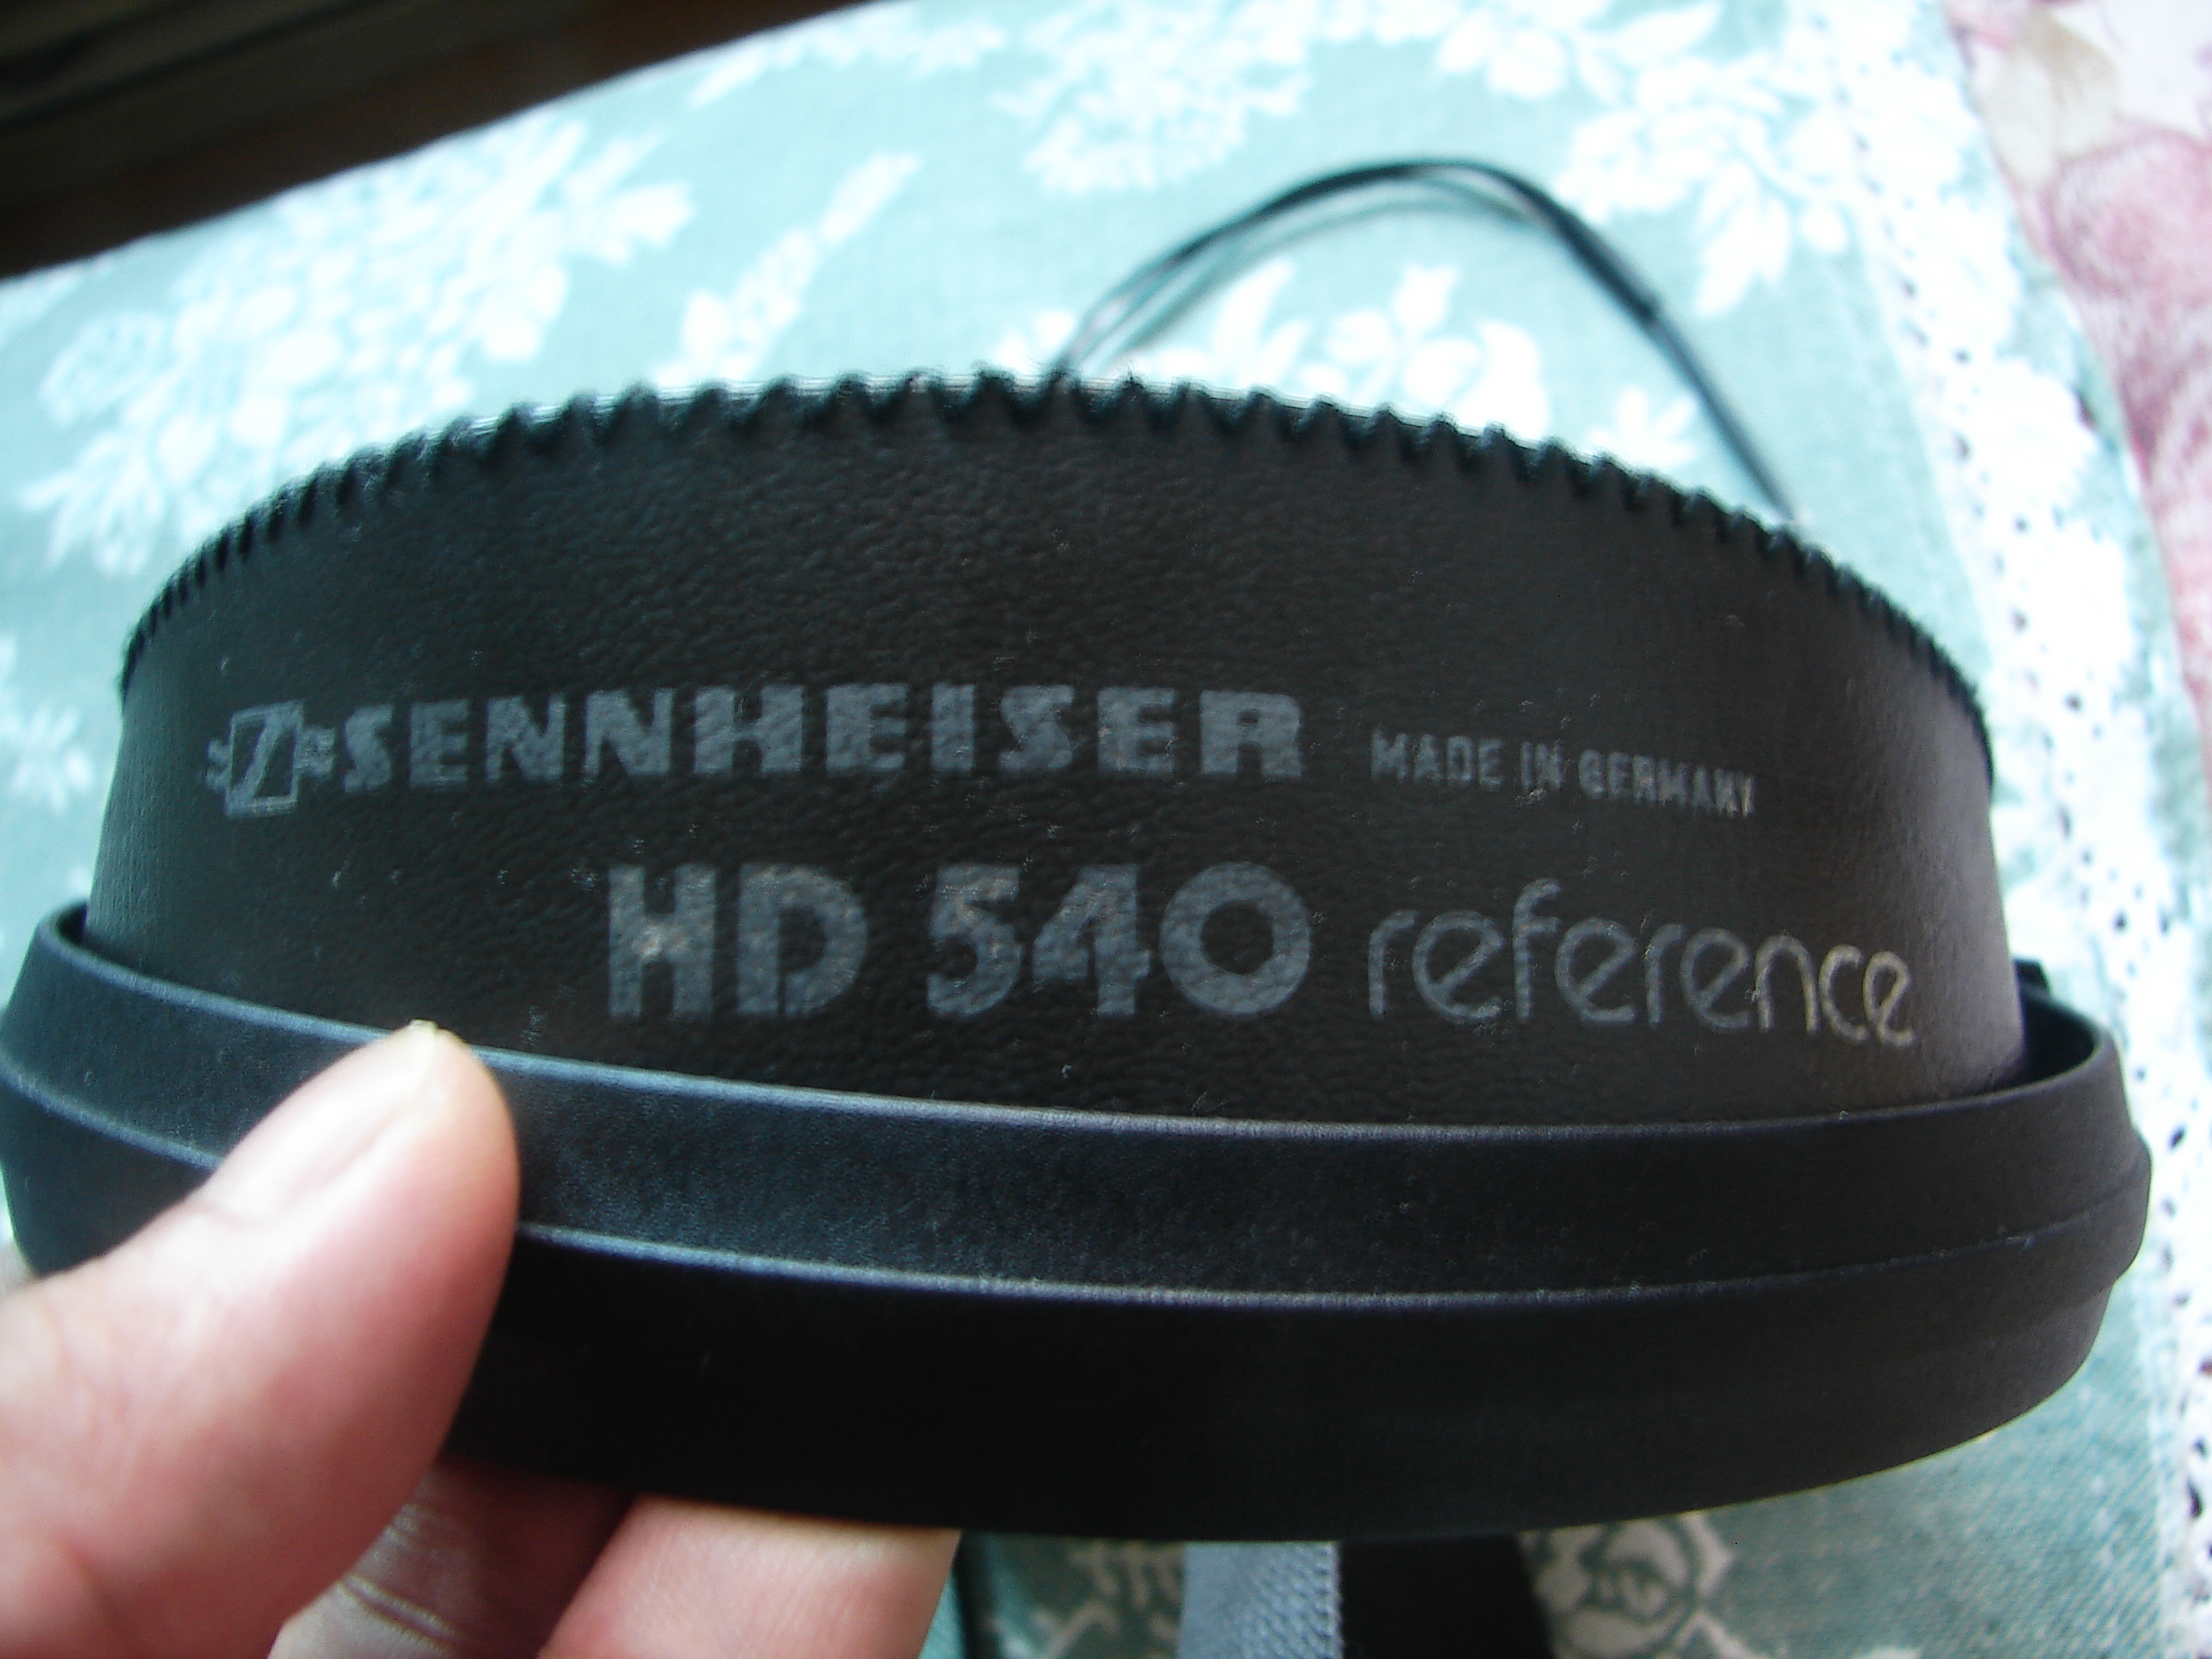 SENNHEISER MADE IN GERMANY
HD 540 reference